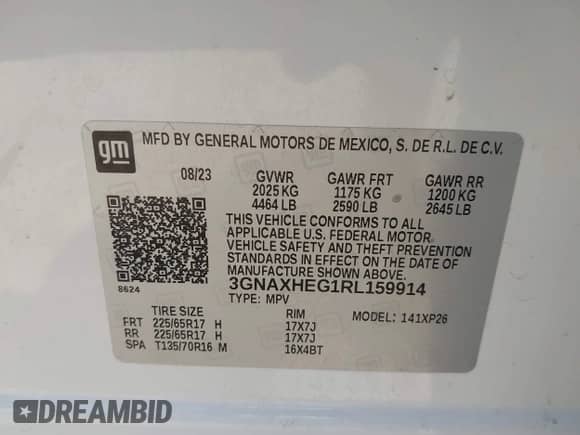 gm
MFD BY GENERAL MOTORS DE MEXICO, S. DE R.L. DE C.V.
08/23 GVWR GAWR FRT GAWR RR
2025 KG 1175 KG 1200 KG
4464 LB 2590 LB 2645 LB
THIS VEHICLE CONFORMS TO ALL
APPLICABLE U.S. FEDERAL MOTOR
VEHICLE SAFETY AND THEFT PREVENTION
STANDARDS IN EFFECT ON THE DATE OF
MANUFACTURE SHOWN ABOVE.
8624 3GNAXHEG1RL159914
TYPE: MPV
TIRE SIZE RIM MODEL: 141XP26
FRT 225/65R17 H 17X7J
RR 225/65R17 H 17X7J
SPA T135/70R16 M 16X4BT
DREAMBID